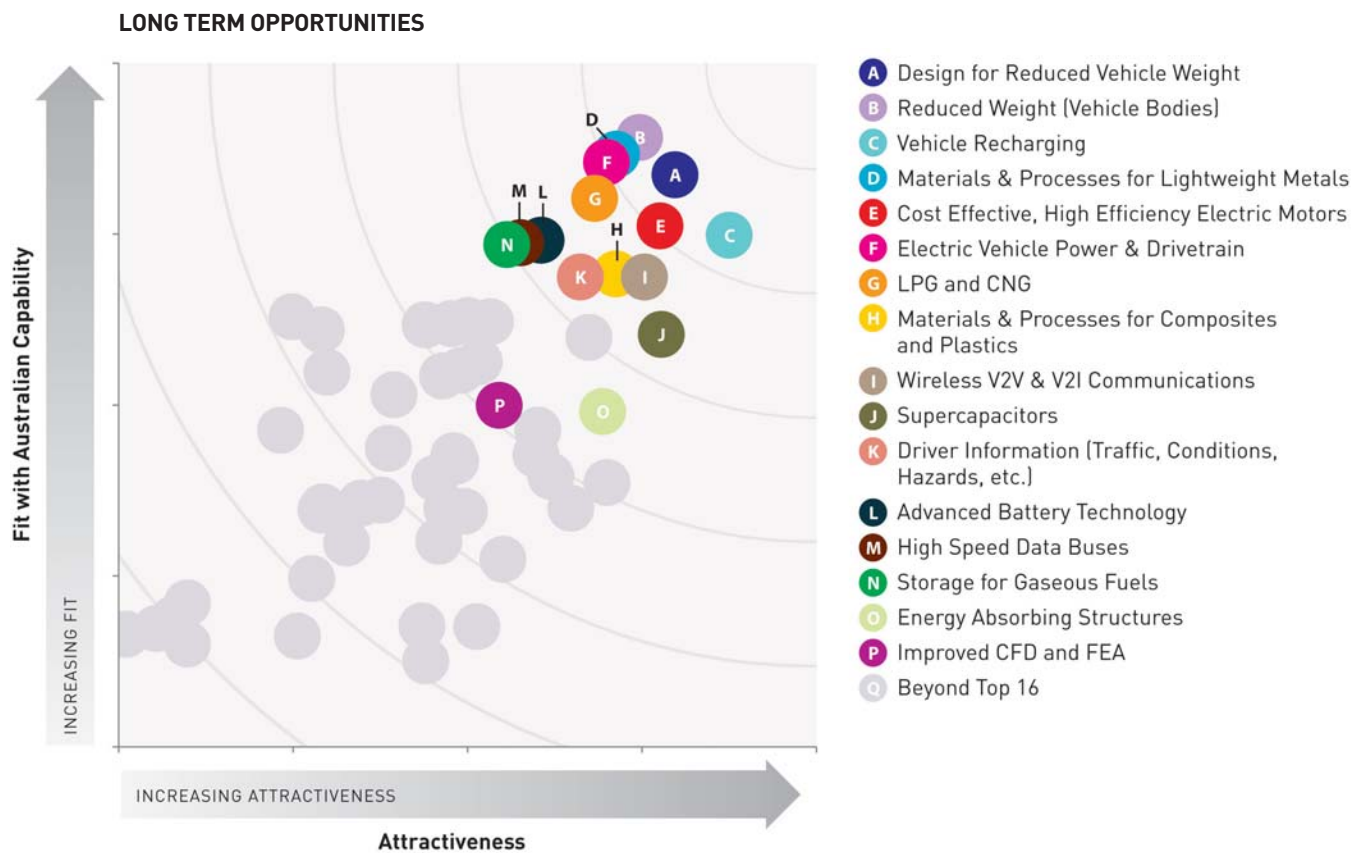 LONG TERM OPPORTUNITIES
Fit with Australian Capability
INCREASING FIT
D
B
F
A
M
L
G
H
E
C
N
K
I
J
P
O
INCREASING ATTRACTIVENESS
Attractiveness
A Design for Reduced Vehicle Weight
B Reduced Weight (Vehicle Bodies)
C Vehicle Recharging
D Materials & Processes for Lightweight Metals
E Cost Effective, High Efficiency Electric Motors
F Electric Vehicle Power & Drivetrain
G LPG and CNG
H Materials & Processes for Composites
and Plastics
I Wireless V2V & V2I Communications
J Supercapacitors
K Driver Information (Traffic, Conditions,
Hazards, etc.)
L Advanced Battery Technology
M High Speed Data Buses
N Storage for Gaseous Fuels
O Energy Absorbing Structures
P Improved CFD and FEA
Q Beyond Top 16